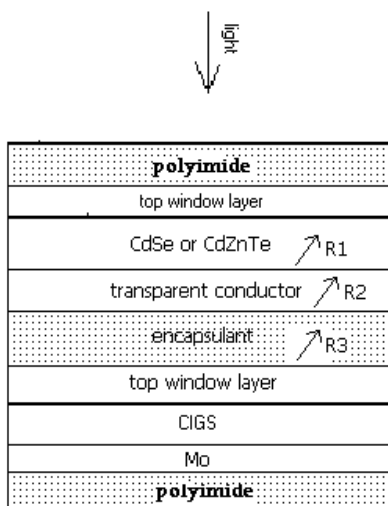 light
polyimide
top window layer
CdSe or CdZnTe R1
transparent conductor R2
encapsulant R3
top window layer
CIGS
Mo
polyimide